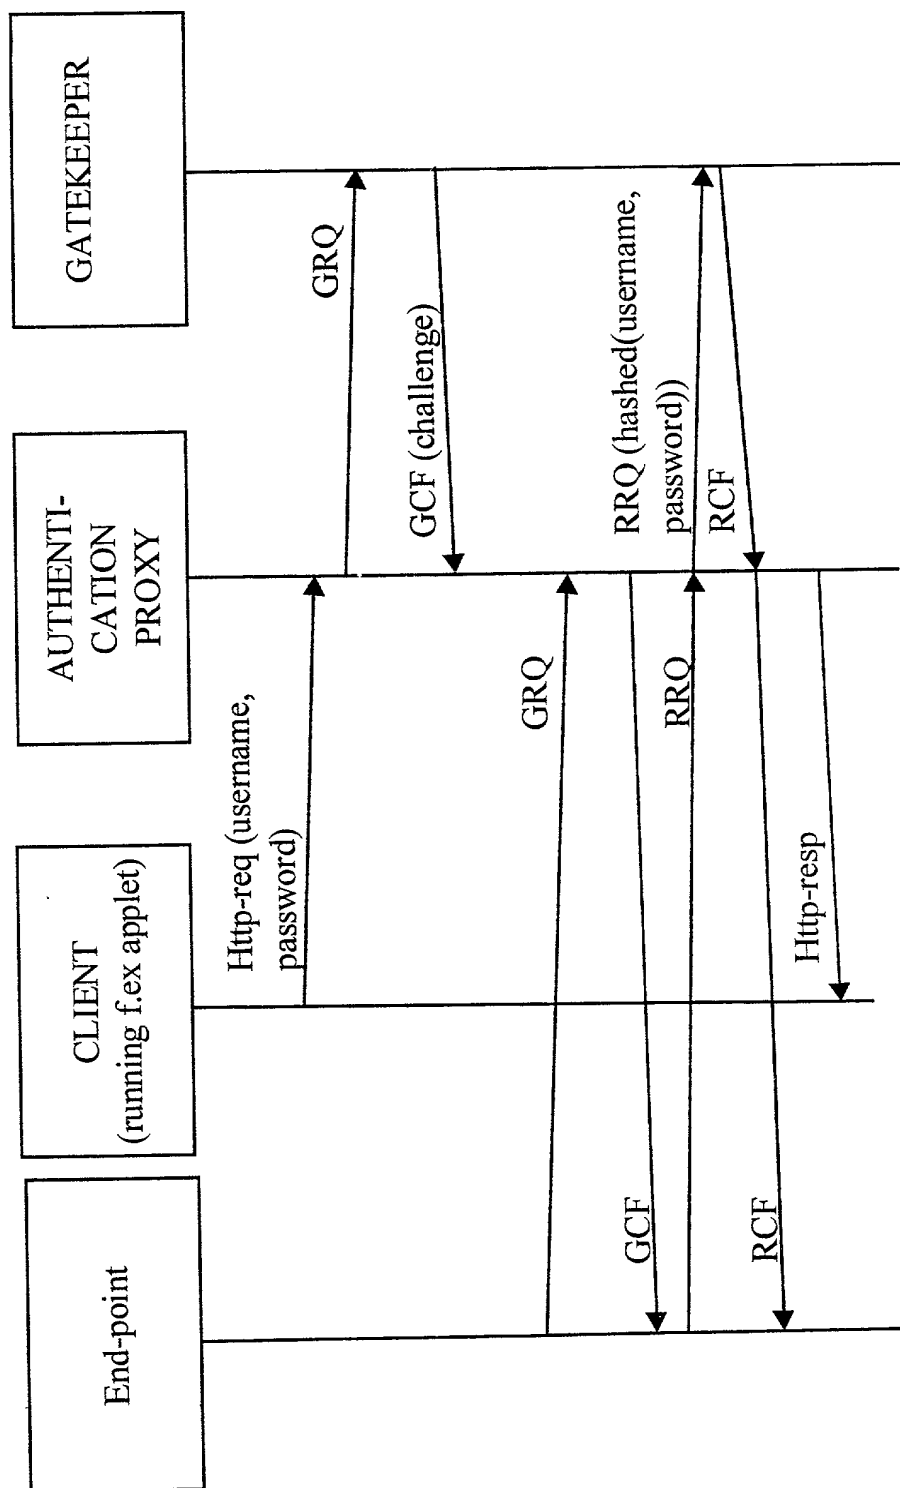 End-point
CLIENT
(running f.ex applet)
AUTHENTI-
CATION
PROXY
GATEKEEPER
Http-req (username,
password)
GRQ
GCF (challenge)
GRQ
GCF
RRQ
RRQ (hashed(username,
password))
RCF
RCF
Http-resp